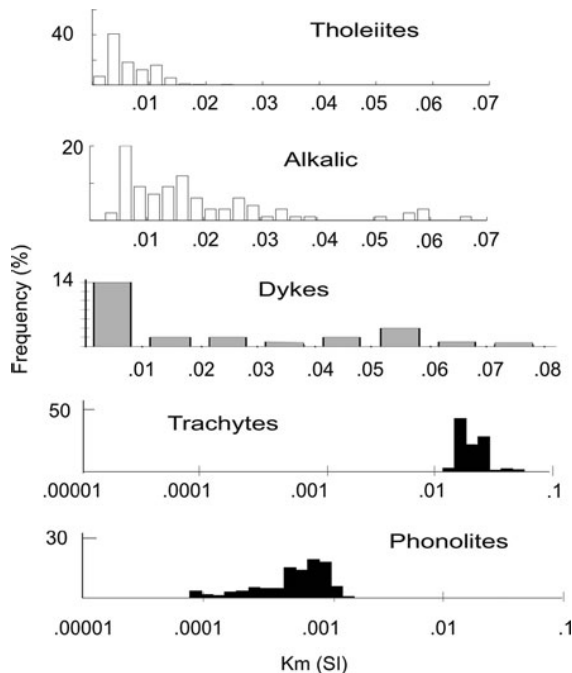 40
Tholeiites
.01 .02 .03 .04 .05 .06 .07
20
Alkalic
.01 .02 .03 .04 .05 .06 .07
Frequency (%)
14
Dykes
.01 .02 .03 .04 .05 .06 .07 .08
50
Trachytes
.00001 .0001 .001 .01 .1
30
Phonolites
.00001 .0001 .001 .01 .1
Km (SI)